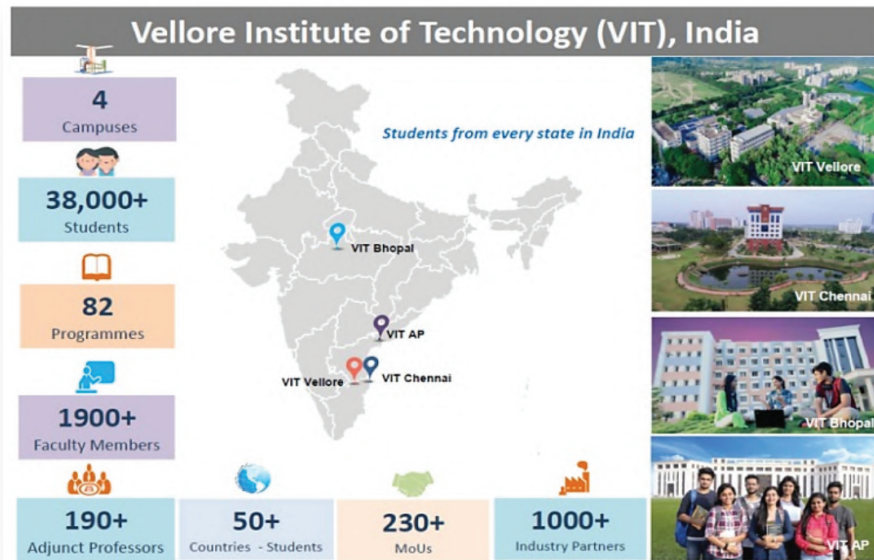 Vellore Institute of Technology (VIT), India
4
Campuses
38,000+
Students
82
Programmes
1900+
Faculty Members
190+
Adjunct Professors
50+
Countries - Students
230+
MoUs
1000+
Industry Partners
Students from every state in India
VIT Bhopal
VIT AP
VIT Vellore
VIT Chennai
VIT Vellore
VIT Chennai
VIT Bhopal
VIT AP